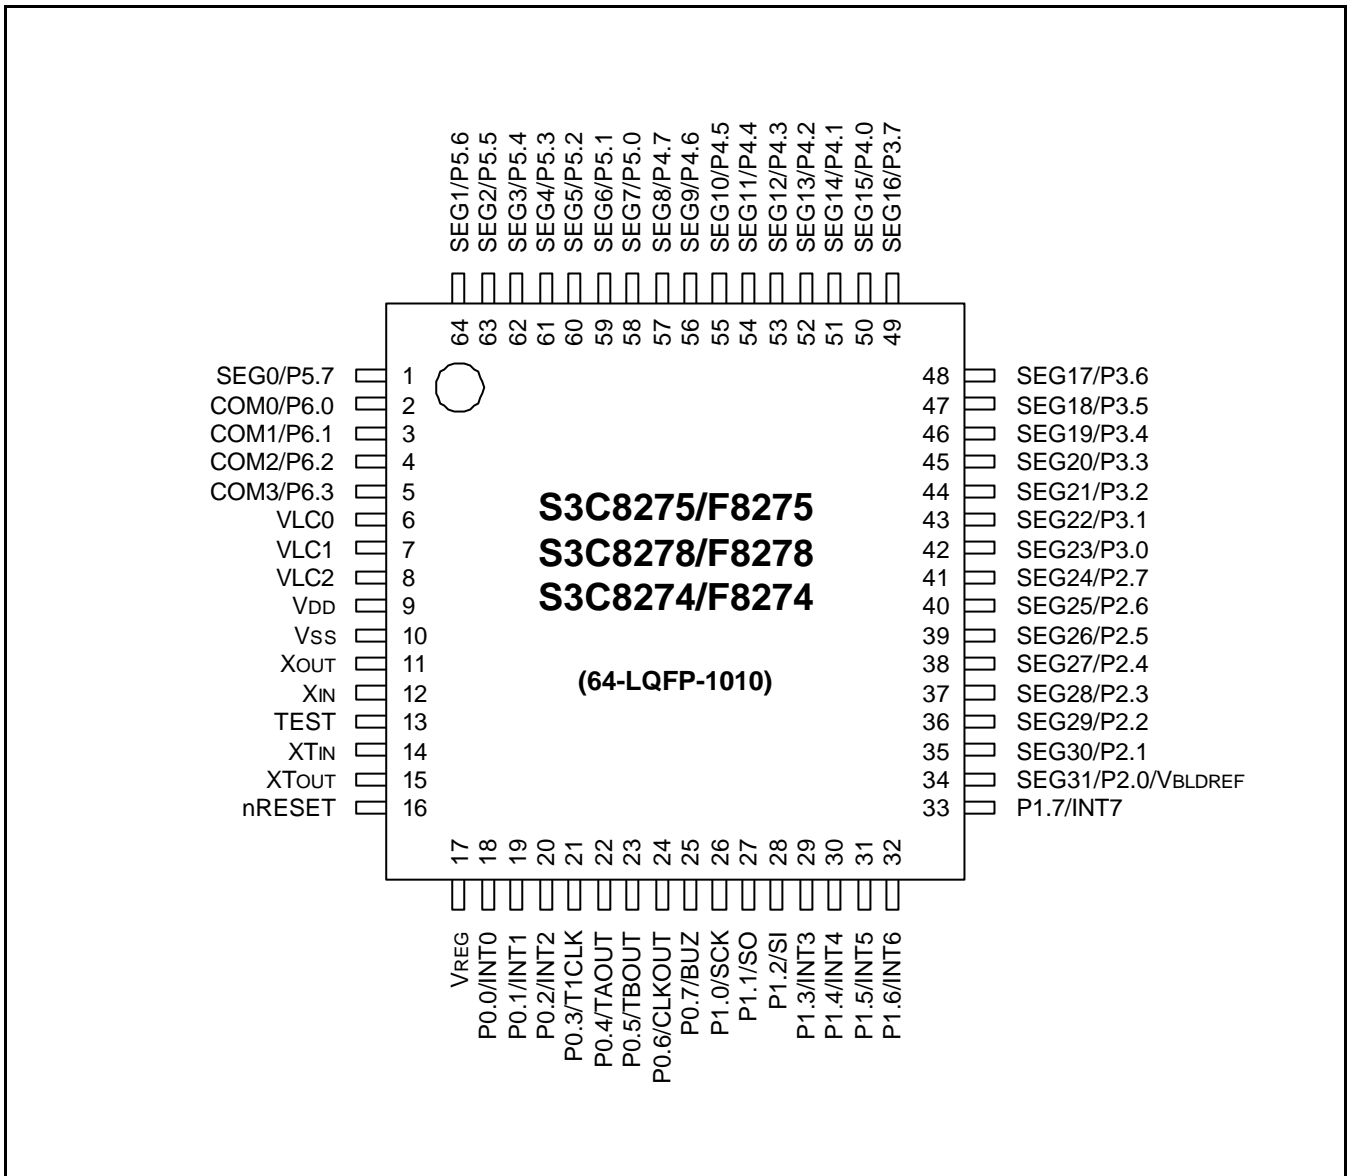 SEG1/P5.6
SEG2/P5.5
SEG3/P5.4
SEG4/P5.3
SEG5/P5.2
SEG6/P5.1
SEG7/P5.0
SEG8/P4.7
SEG9/P4.6
SEG10/P4.5
SEG11/P4.4
SEG12/P4.3
SEG13/P4.2
SEG14/P4.1
SEG15/P4.0
SEG16/P3.7
64
63
62
61
60
59
58
57
56
55
54
53
52
51
50
49
SEG0/P5.7 1
COM0/P6.0 2
COM1/P6.1 3
COM2/P6.2 4
COM3/P6.3 5
VLC0 6
VLC1 7
VLC2 8
VDD 9
VSS 10
XOUT 11
XIN 12
TEST 13
XTIN 14
XTOUT 15
nRESET 16
S3C8275/F8275
S3C8278/F8278
S3C8274/F8274
(64-LQFP-1010)
48 SEG17/P3.6
47 SEG18/P3.5
46 SEG19/P3.4
45 SEG20/P3.3
44 SEG21/P3.2
43 SEG22/P3.1
42 SEG23/P3.0
41 SEG24/P2.7
40 SEG25/P2.6
39 SEG26/P2.5
38 SEG27/P2.4
37 SEG28/P2.3
36 SEG29/P2.2
35 SEG30/P2.1
34 SEG31/P2.0/VBLDREF
33 P1.7/INT7
17
18
19
20
21
22
23
24
25
26
27
28
29
30
31
32
VREG
P0.0/INT0
P0.1/INT1
P0.2/INT2
P0.3/T1CLK
P0.4/TAOUT
P0.5/TBOUT
P0.6/CLKOUT
P0.7/BUZ
P1.0/SCK
P1.1/SO
P1.2/SI
P1.3/INT3
P1.4/INT4
P1.5/INT5
P1.6/INT6